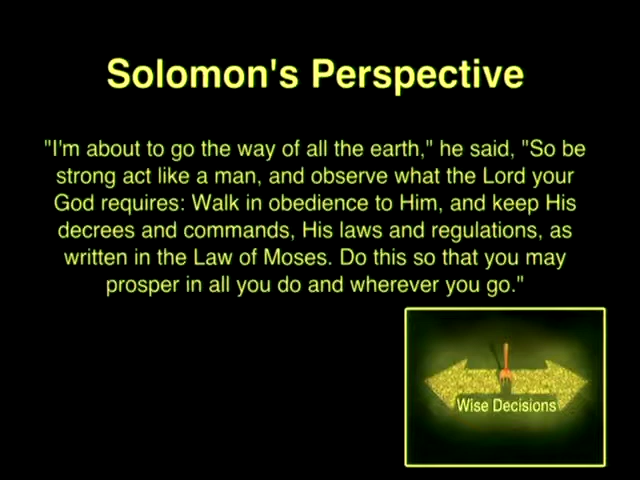 Solomon's Perspective
"I'm about to go the way of all the earth," he said, "So be
strong act like a man, and observe what the Lord your
God requires: Walk in obedience to Him, and keep His
decrees and commands, His laws and regulations, as
written in the Law of Moses. Do this so that you may
prosper in all you do and wherever you go."
Wise Decisions